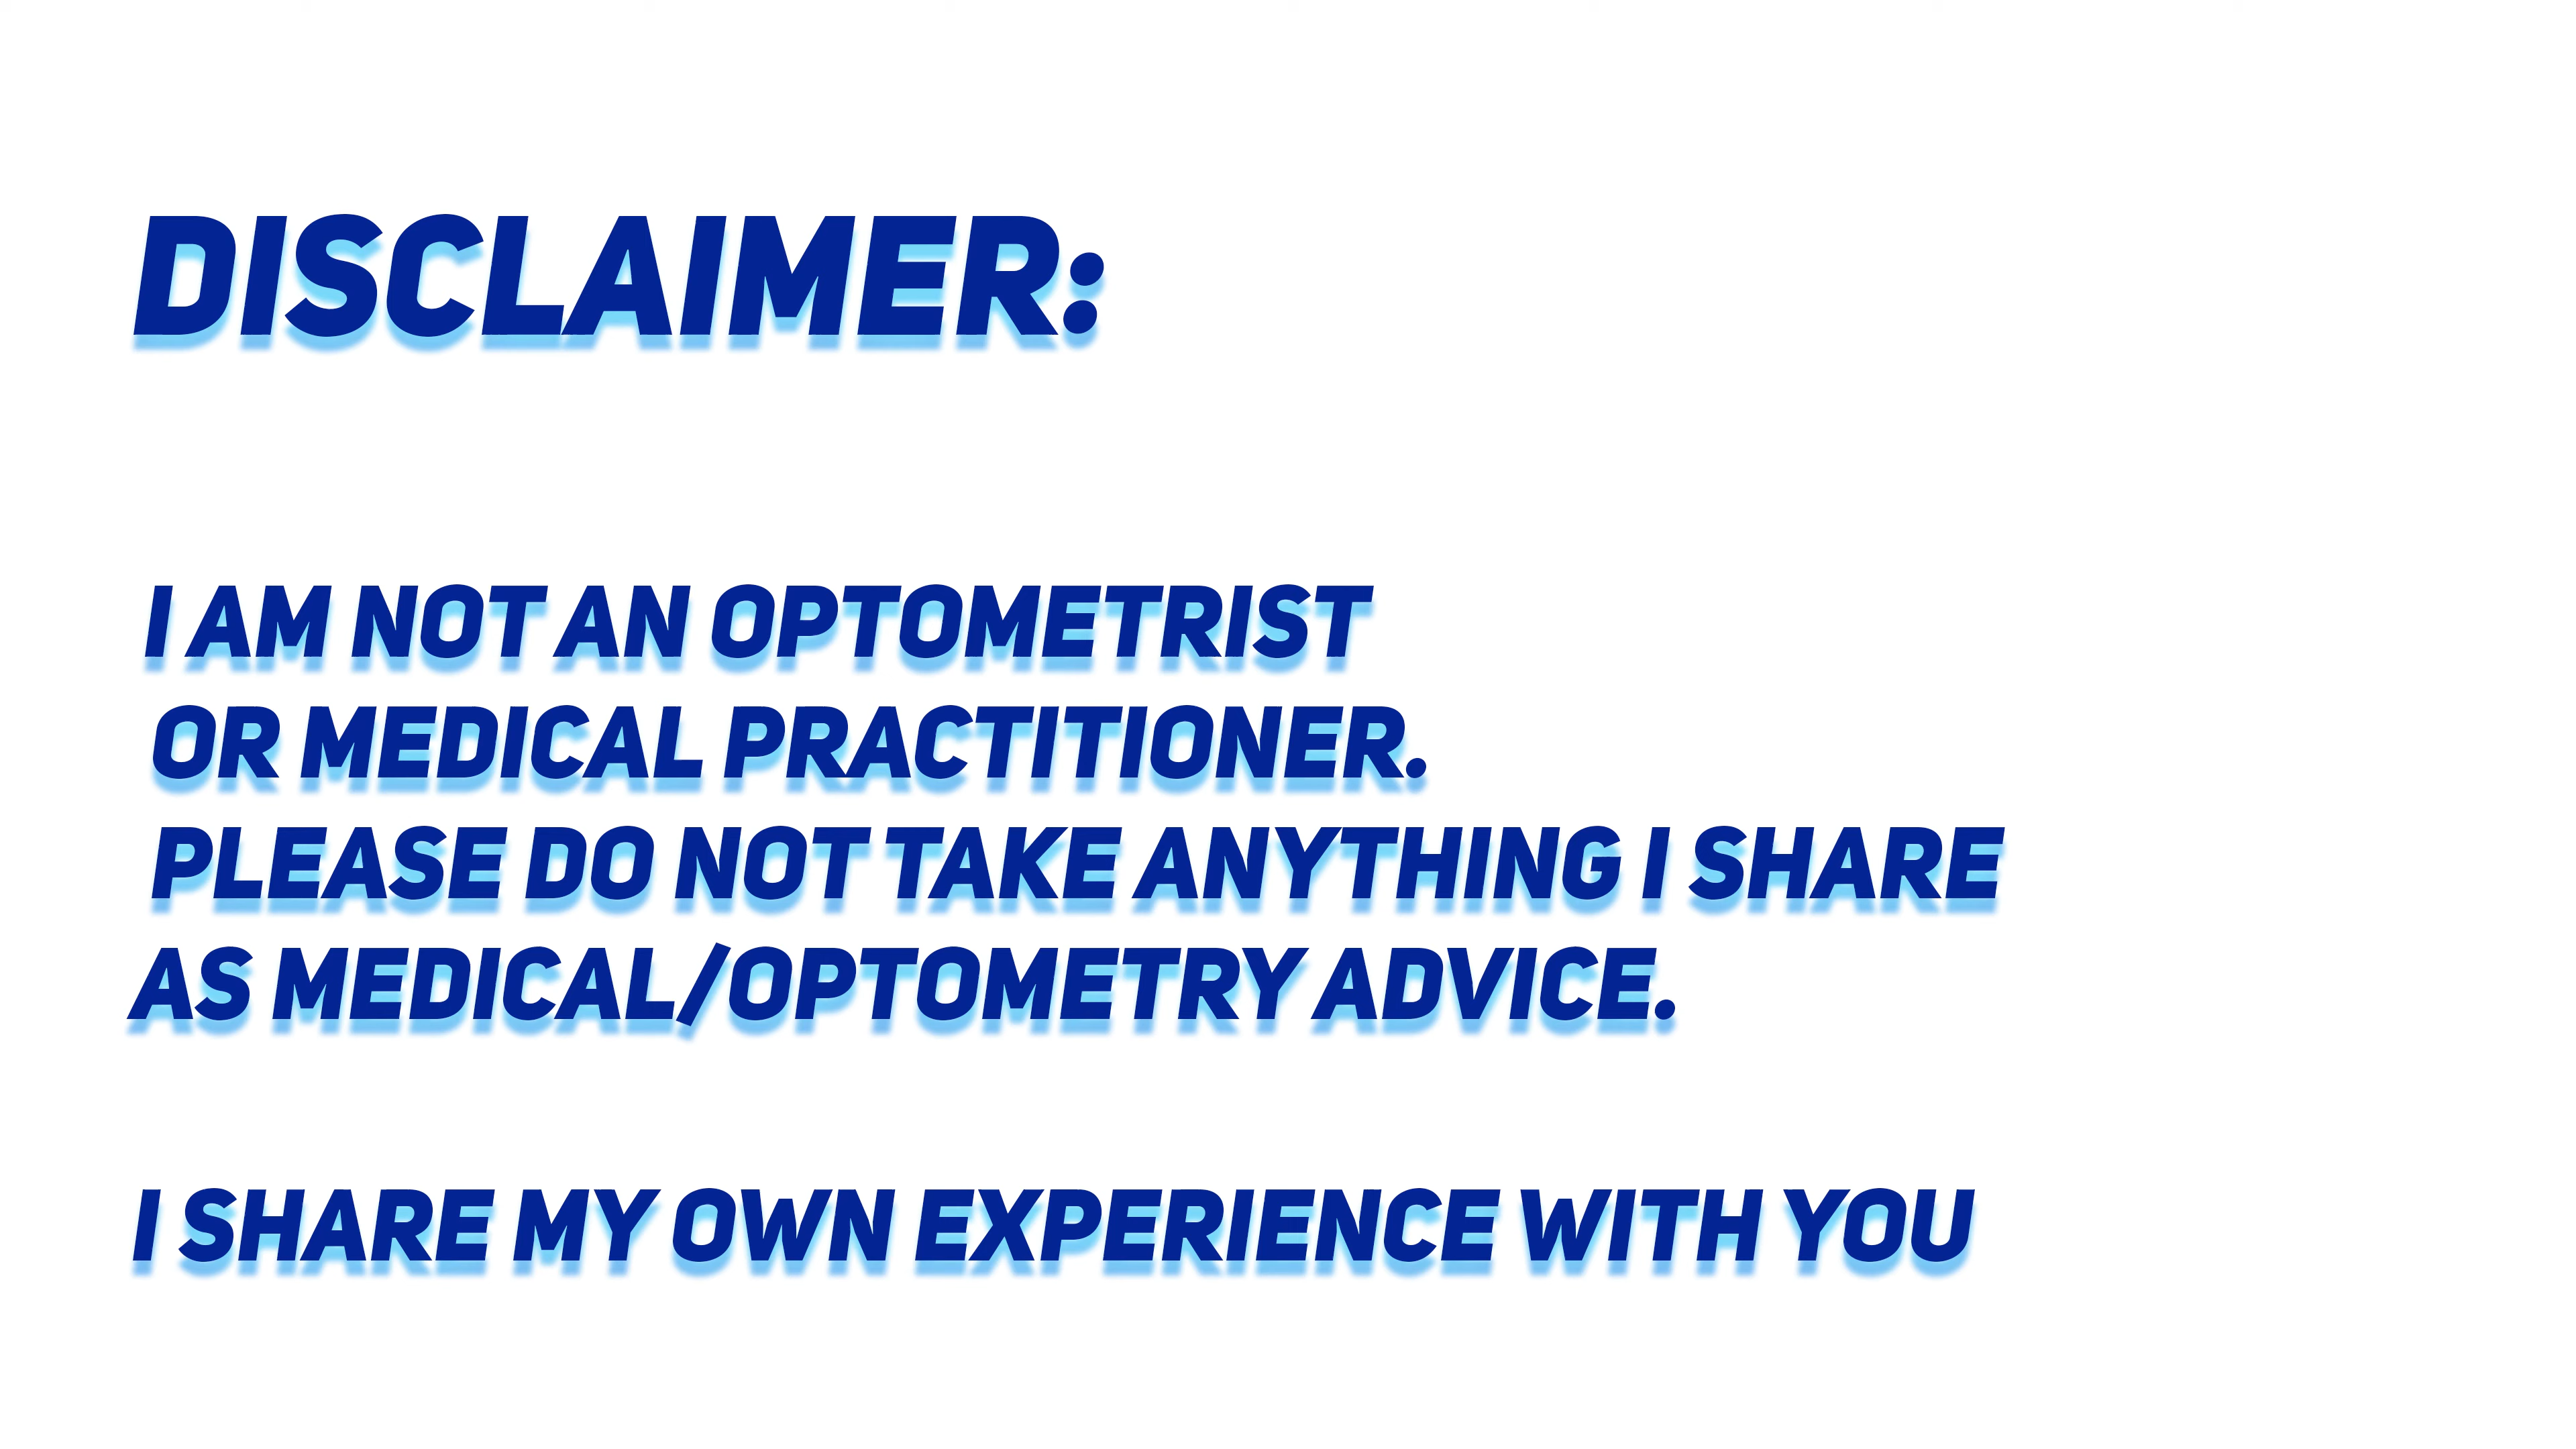 DISCLAIMER:
I AM NOT AN OPTOMETRIST
OR MEDICAL PRACTITIONER.
PLEASE DO NOT TAKE ANYTHING I SHARE
AS MEDICAL/OPTOMETRY ADVICE.
I SHARE MY OWN EXPERIENCE WITH YOU